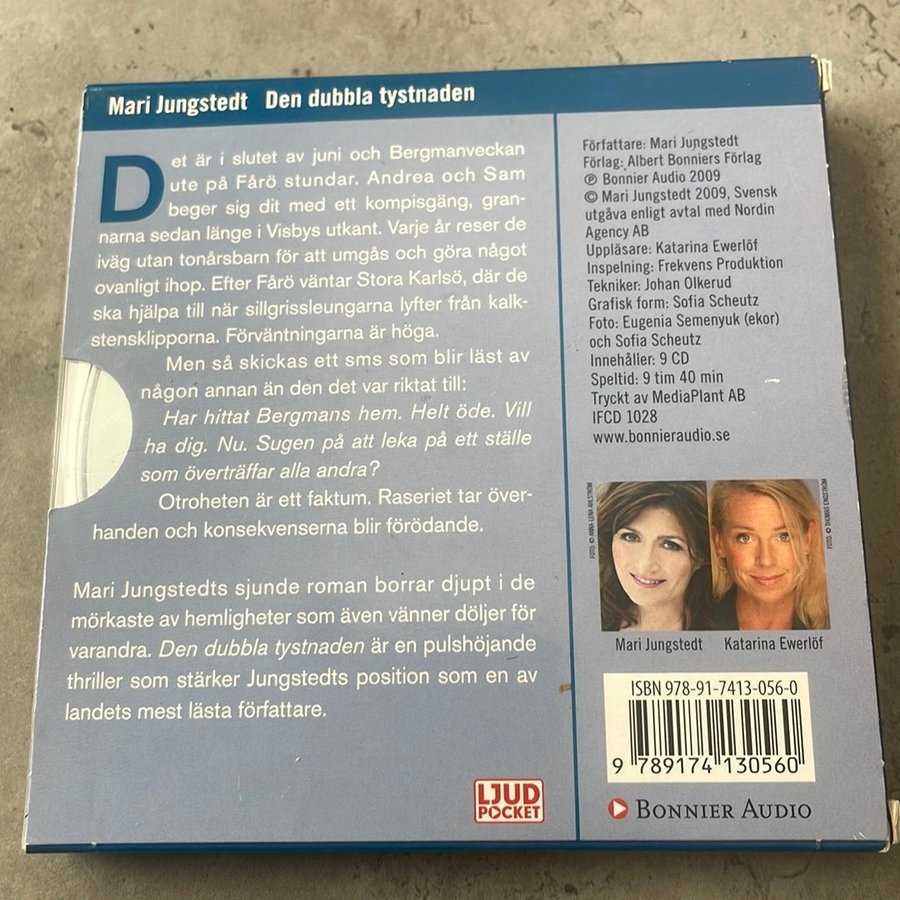 Mari Jungstedt Den dubbla tystnaden
Det är i slutet av juni och Bergmanveckan
ute på Fårö stundar. Andrea och Sam
beger sig dit med ett kompisgäng, gran-
narna sedan länge i Visbys utkant. Varje år reser de
iväg utan tonårsbarn för att umgås och göra något
ovanligt ihop. Efter Fårö väntar Stora Karlsö, där de
ska hjälpa till när sillgrissleungarna lyfter från kalk-
stensklipporna. Förväntningarna är höga.
Men så skickas ett sms som blir läst av
någon annan än den det var riktat till:
Har hittat Bergmans hem. Helt öde. Vill
ha dig. Nu. Sugen på att leka på ett ställe
som överträffar alla andra?
Otroheten är ett faktum. Raseriet tar över-
handen och konsekvenserna blir förödande.
Mari Jungstedts sjunde roman borrar djupt i de
mörkaste av hemligheter som även vänner döljer för
varandra. Den dubbla tystnaden är en pulshöjande
thriller som stärker Jungstedts position som en av
landets mest lästa författare.
LJUD
POCKET
Författare: Mari Jungstedt
Förlag: Albert Bonniers Förlag
℗ Bonnier Audio 2009
© Mari Jungstedt 2009, Svensk
utgåva enligt avtal med Nordin
Agency AB
Uppläsare: Katarina Ewerlöf
Inspelning: Frekvens Produktion
Tekniker: Johan Olkerud
Grafisk form: Sofia Scheutz
Foto: Eugenia Semenyuk (ekor)
och Sofia Scheutz
Innehåller: 9 CD
Speltid: 9 tim 40 min
Tryckt av MediaPlant AB
IFCD 1028
www.bonnieraudio.se
FOTO: © ANNA-LENA AHLSTRÖM
FOTO: © THOMAS ENGSTRÖM
Mari Jungstedt Katarina Ewerlöf
ISBN 978-91-7413-056-0
9 789174 130560
BONNIER AUDIO